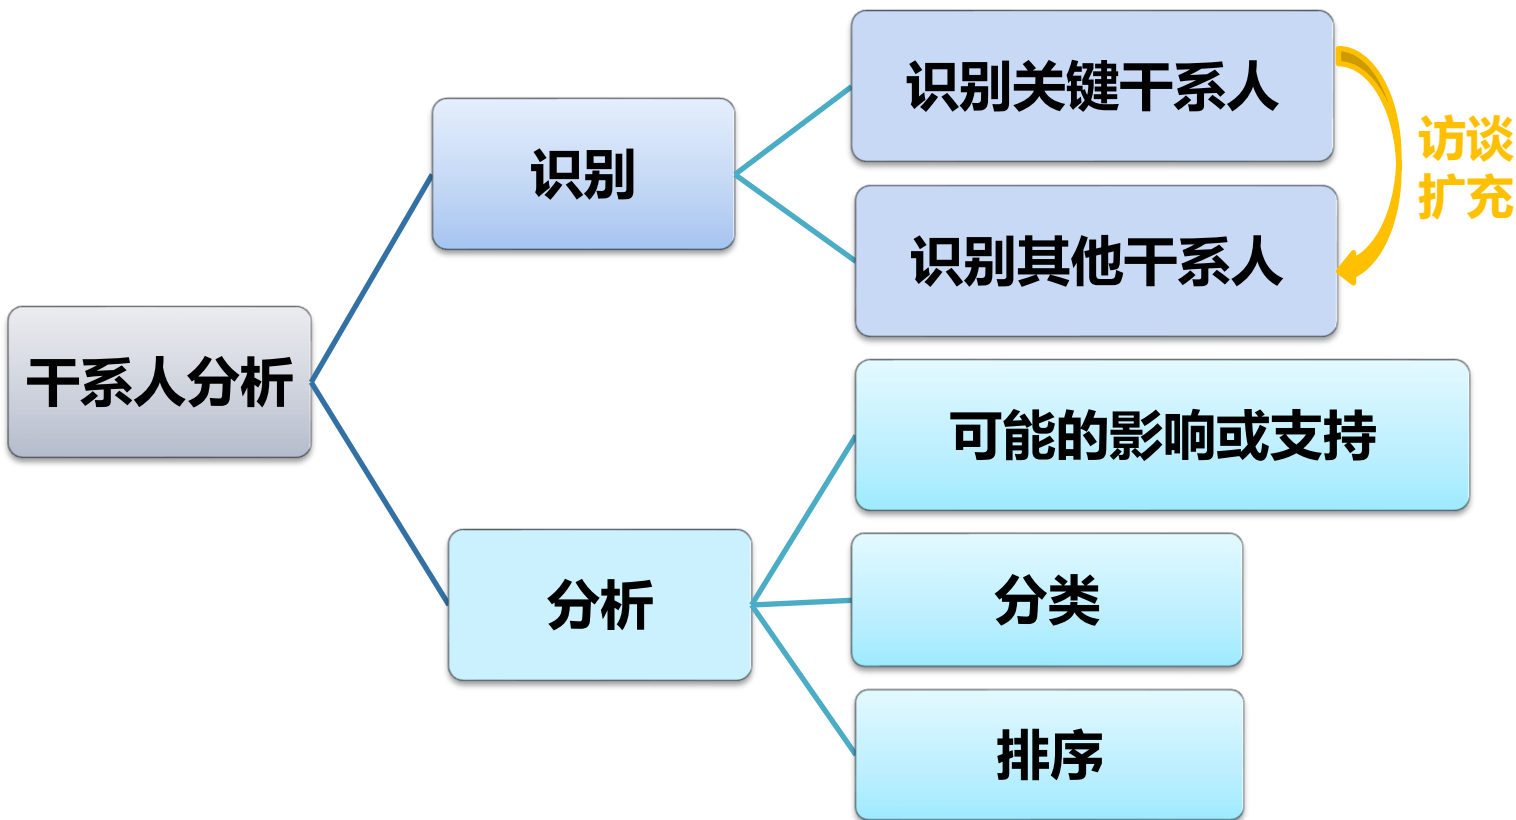 识别关键干系人
访谈
扩充
识别
识别其他干系人
干系人分析
可能的影响或支持
分析
分类
排序